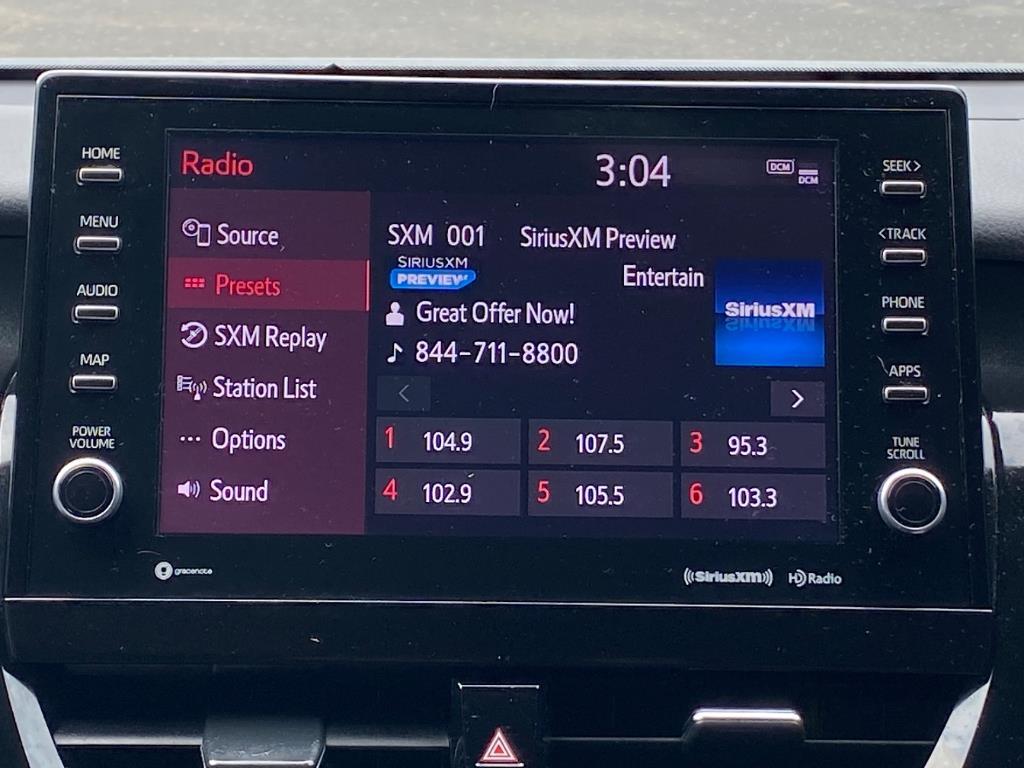 HOME
MENU
AUDIO
MAP
POWER
VOLUME
Radio
3:04
DCM
DCM
Source
Presets
SXM Replay
Station List
Options
Sound
SXM 001 SiriusXM Preview
SIRIUSXM
PREVIEW
Entertain
Great Offer Now!
844-711-8800
SiriusXM
<
>
1 104.9
2 107.5
3 95.3
4 102.9
5 105.5
6 103.3
SEEK>
<TRACK
PHONE
APPS
TUNE
SCROLL
gracenote
SiriusXM
HD Radio